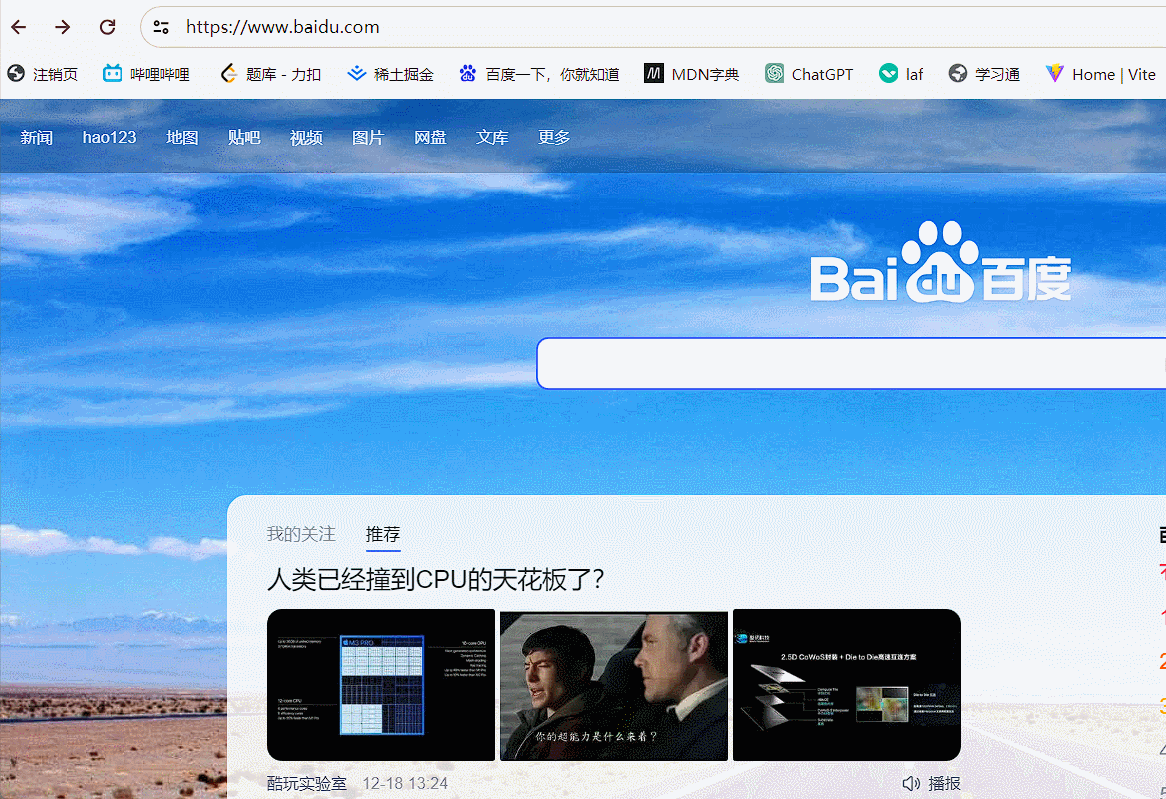 https://www.baidu.com
注销页 哔哩哔哩 题库 - 力扣 稀土掘金 百度一下，你就知道 MDN字典 ChatGPT laf 学习通 Home | Vite
新闻 hao123 地图 贴吧 视频 图片 网盘 文库 更多
Bai du 百度
我的关注 推荐
人类已经撞到CPU的天花板了？
M3 PRO
12-core CPU
你的超能力是什么来着？
2.5D CoWoS封装 + Die to Die高速互连方案
酷玩实验室 12-18 13:24 播报